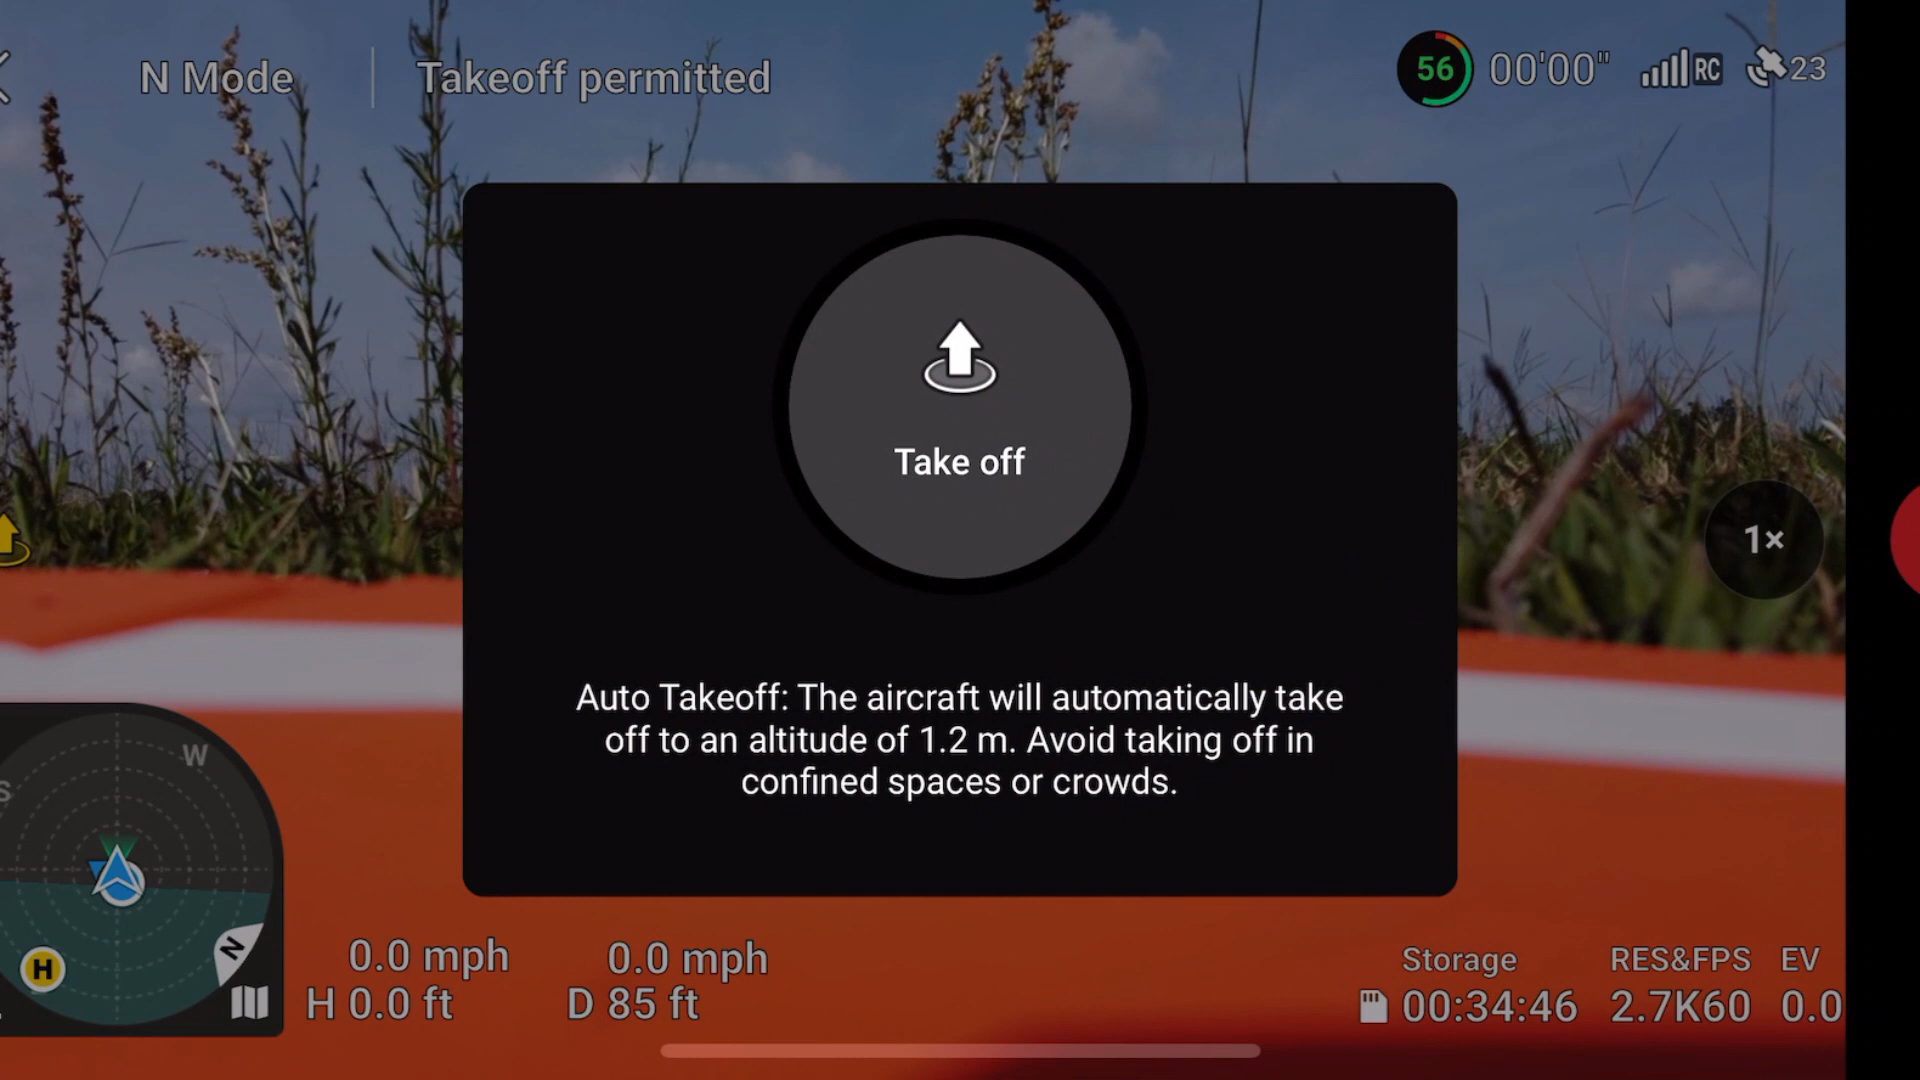 N Mode
Takeoff permitted
56
00'00"
RC
23
Take off
1×
Auto Takeoff: The aircraft will automatically take
off to an altitude of 1.2 m. Avoid taking off in
confined spaces or crowds.
W
S
N
H
0.0 mph
0.0 mph
H 0.0 ft
D 85 ft
Storage
RES&FPS
EV
00:34:46
2.7K60
0.0